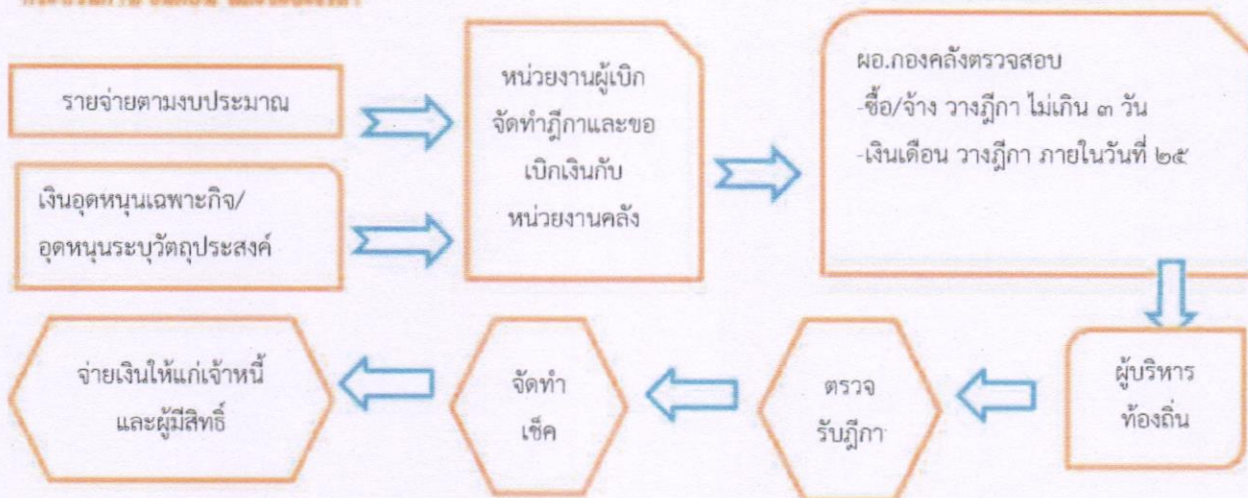 รายจ่ายตามงบประมาณ
เงินอุดหนุนเฉพาะกิจ/
อุดหนุนระบุวัตถุประสงค์
หน่วยงานผู้เบิก
จัดทำฎีกาและขอ
เบิกเงินกับ
หน่วยงานคลัง
ผอ.กองคลังตรวจสอบ
-ซื้อ/จ้าง วางฎีกา ไม่เกิน ๓ วัน
-เงินเดือน วางฎีกา ภายในวันที่ ๒๕
ผู้บริหาร
ท้องถิ่น
ตรวจ
รับฎีกา
จัดทำ
เช็ค
จ่ายเงินให้แก่เจ้าหนี้
และผู้มีสิทธิ์